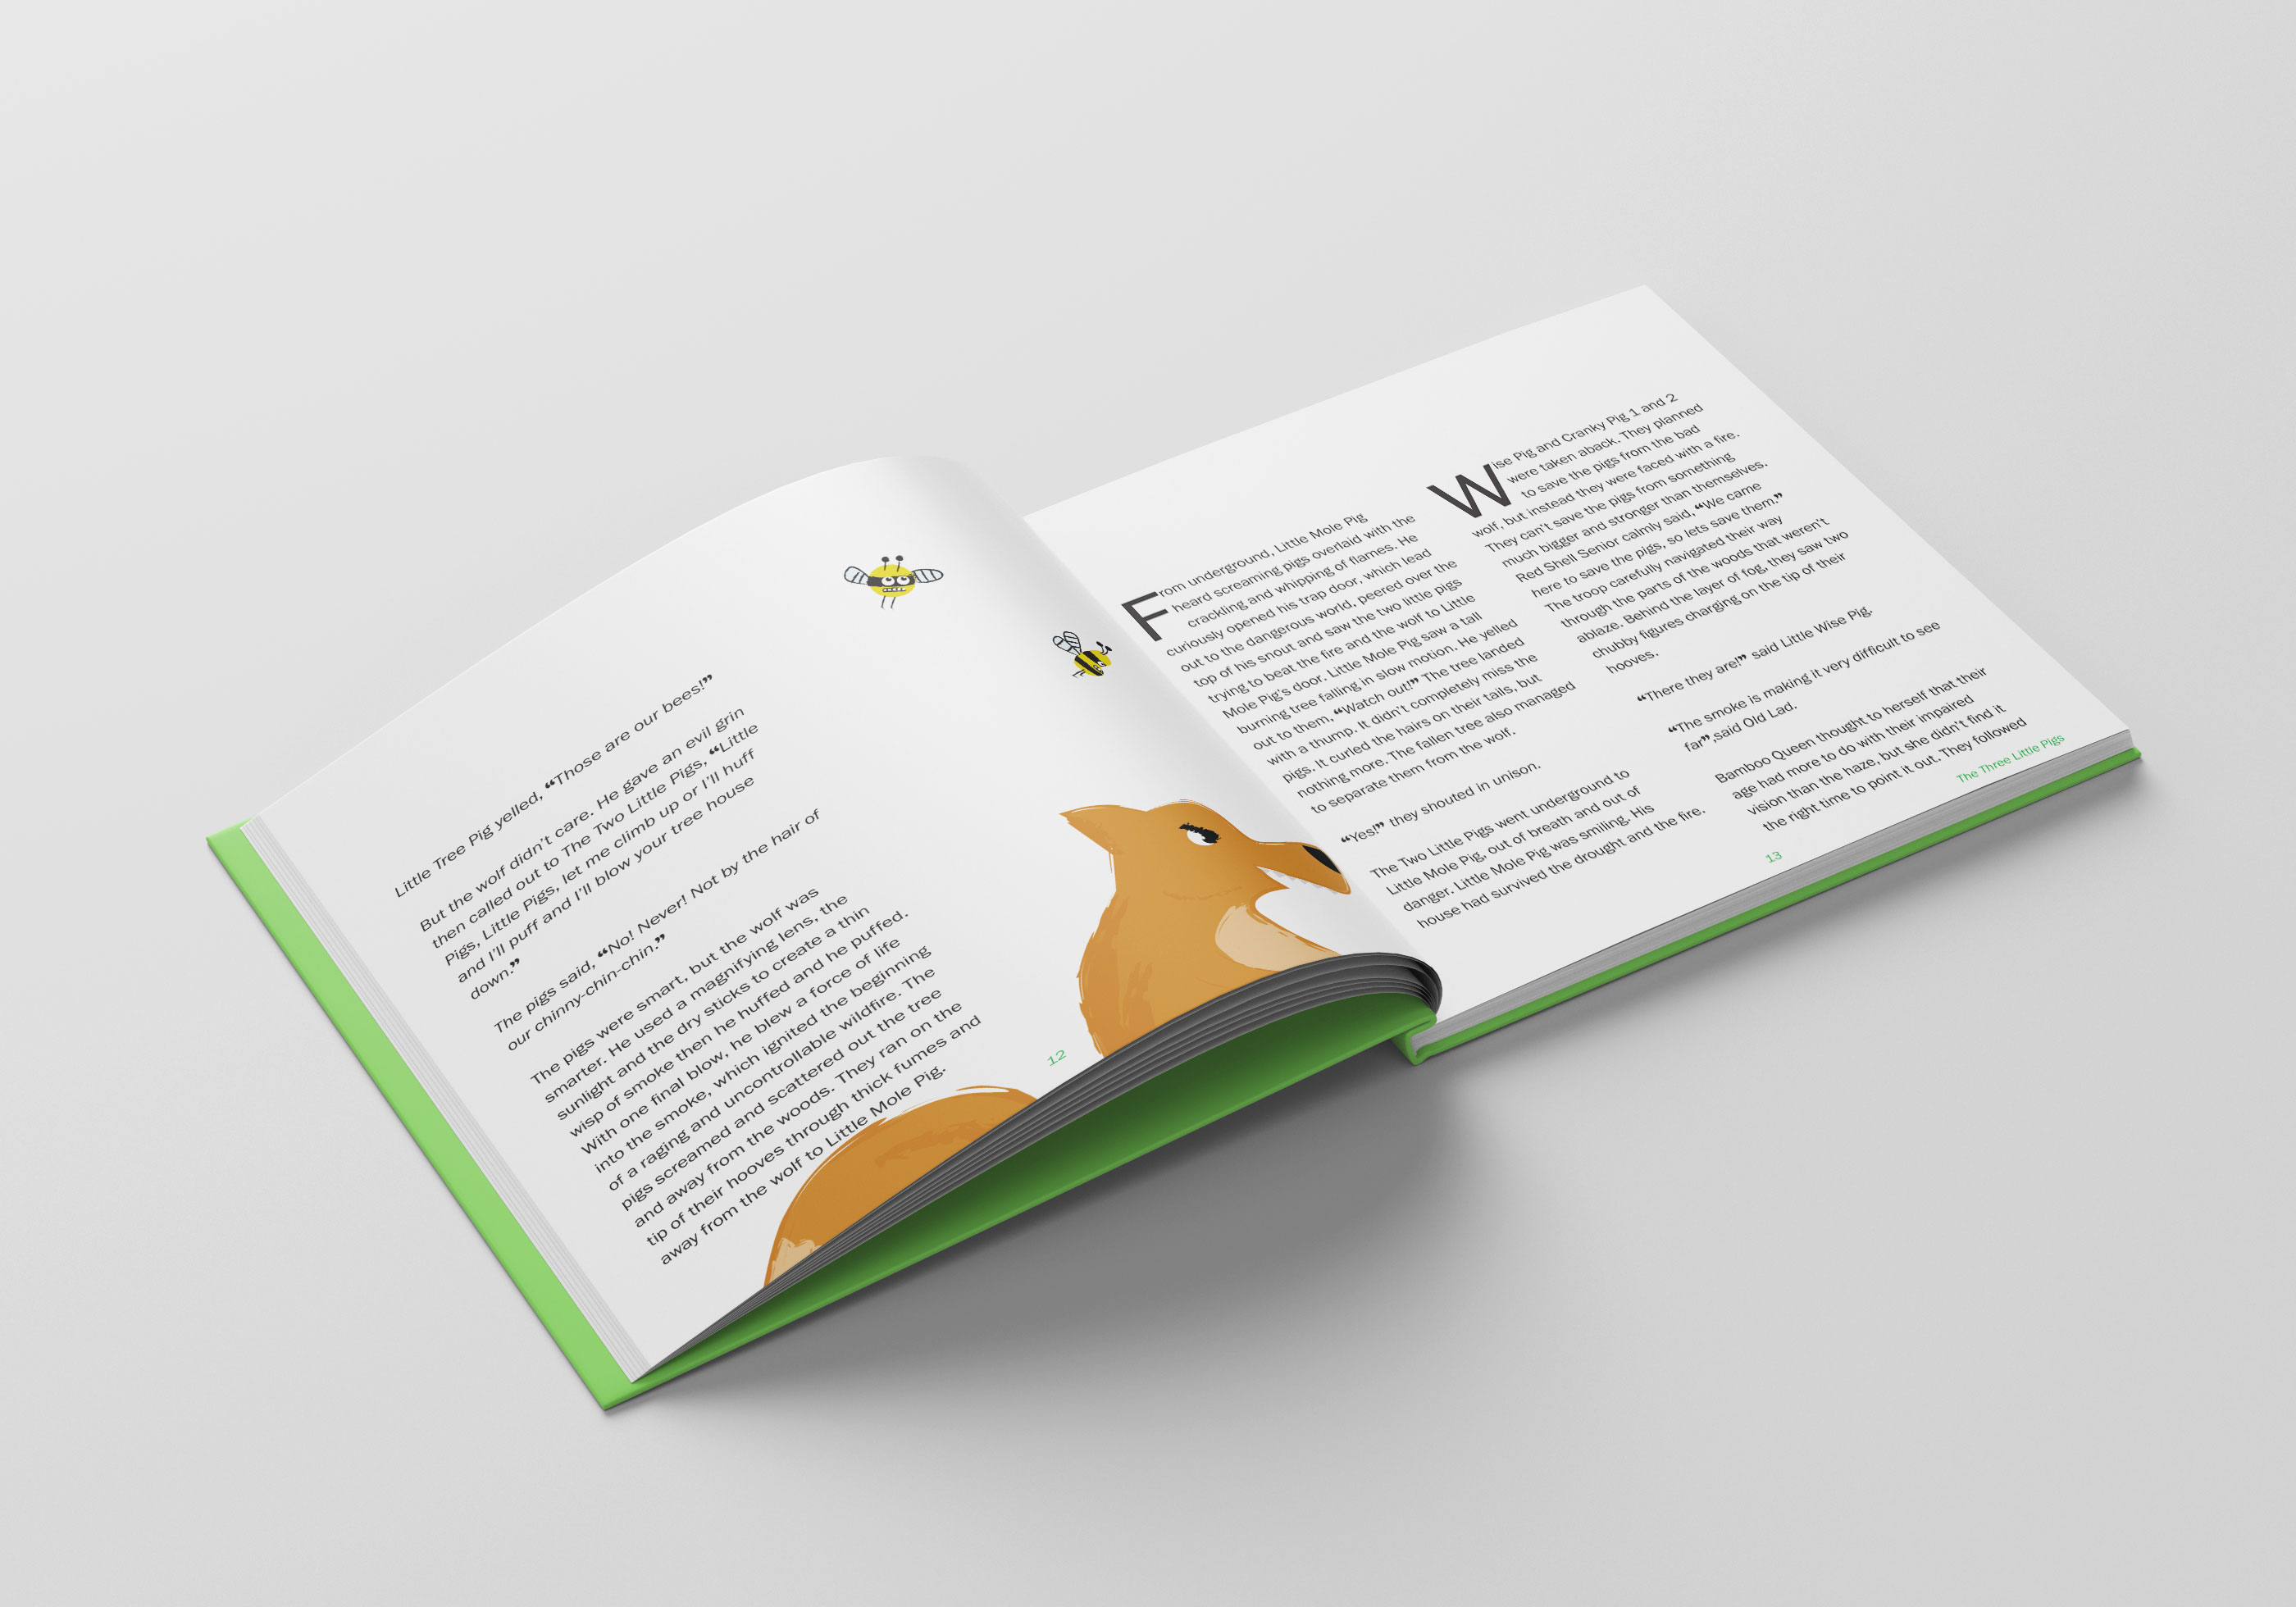 Little Tree Pig yelled, “Those are our bees!”
But the wolf didn’t care. He gave an evil grin
then called out to The Two Little Pigs, “Little
Pigs, Little Pigs, let me climb up or I’ll huff
and I’ll puff and I’ll blow your tree house
down.”
The pigs said, “No! Never! Not by the hair of
our chinny-chin-chin.”
The pigs were smart, but the wolf was
smarter. He used a magnifying lens, the
sunlight and the dry sticks to create a thin
wisp of smoke then he huffed and he puffed.
With one final blow, he blew a force of life
into the smoke, which ignited the beginning
of a raging and uncontrollable wildfire. The
pigs screamed and scattered out the tree
and away from the woods. They ran on the
tip of their hooves through thick fumes and
away from the wolf to Little Mole Pig.
12
From underground, Little Mole Pig
heard screaming pigs overlaid with the
crackling and whipping of flames. He
curiously opened his trap door, which lead
out to the dangerous world, peered over the
top of his snout and saw the two little pigs
trying to beat the fire and the wolf to Little
Mole Pig’s door. Little Mole Pig saw a tall
burning tree falling in slow motion. He yelled
out to them, “Watch out!” The tree landed
with a thump. It didn’t completely miss the
pigs. It curled the hairs on their tails, but
nothing more. The fallen tree also managed
to separate them from the wolf.
“Yes!” they shouted in unison.
The Two Little Pigs went underground to
Little Mole Pig, out of breath and out of
danger. Little Mole Pig was smiling. His
house had survived the drought and the fire.
Wise Pig and Cranky Pig 1 and 2
were taken aback. They planned
to save the pigs from the bad
wolf, but instead they were faced with a fire.
They can’t save the pigs from something
much bigger and stronger than themselves.
Red Shell Senior calmly said, “We came
here to save the pigs, so lets save them.”
The troop carefully navigated their way
through the parts of the woods that weren’t
ablaze. Behind the layer of fog, they saw two
chubby figures charging on the tip of their
hooves.
“There they are!” said Little Wise Pig.
“The smoke is making it very difficult to see
far”,said Old Lad.
Bamboo Queen thought to herself that their
age had more to do with their impaired
vision than the haze, but she didn’t find it
the right time to point it out. They followed
The Three Little Pigs
13